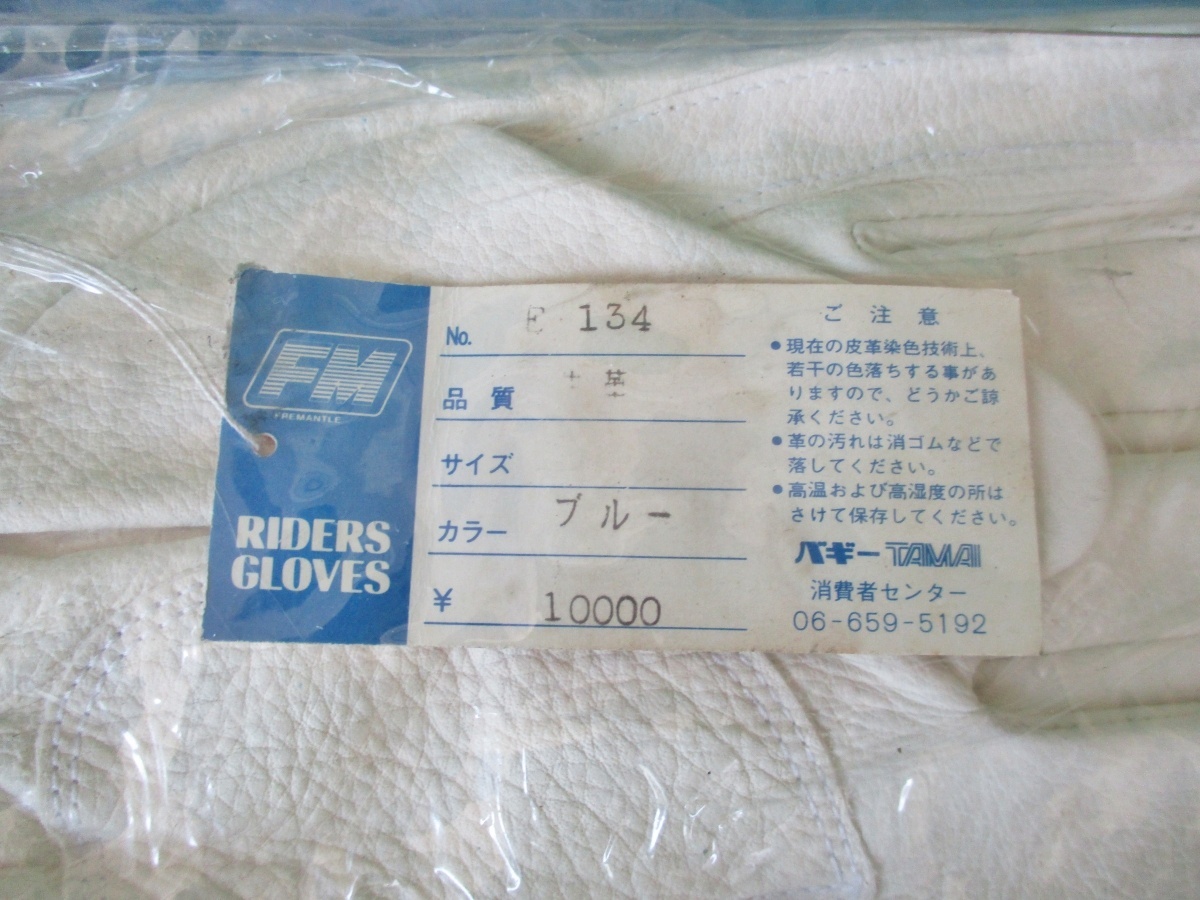 FM
FREMANTLE
RIDERS
GLOVES
No. E 134
品質 革
サイズ
カラー ブルー
¥ 10000
ご注意
●現在の皮革染色技術上、
若干の色落ちする事があ
りますので、どうかご諒
承ください。
●革の汚れは消ゴムなどで
落してください。
●高温および高湿度の所は
さけて保存してください。
バギー TAMAI
消費者センター
06-659-5192